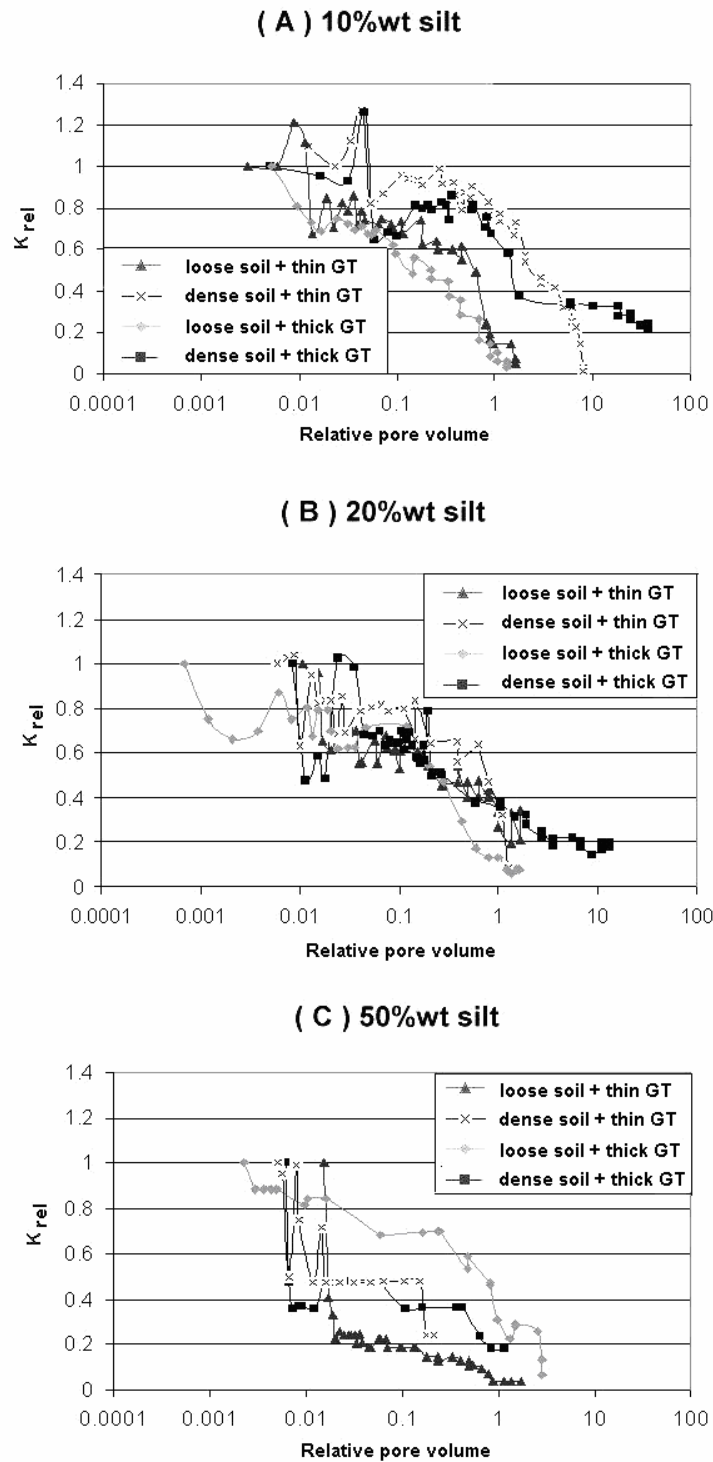 ( A ) 10%wt silt
1.4
1.2
1
0.8
0.6
0.4
0.2
0
K rel
loose soil + thin GT
dense soil + thin GT
loose soil + thick GT
dense soil + thick GT
0.0001 0.001 0.01 0.1 1 10 100
Relative pore volume
( B ) 20%wt silt
1.4
1.2
1
0.8
0.6
0.4
0.2
0
K rel
loose soil + thin GT
dense soil + thin GT
loose soil + thick GT
dense soil + thick GT
0.0001 0.001 0.01 0.1 1 10 100
Relative pore volume
( C ) 50%wt silt
1.4
1.2
1
0.8
0.6
0.4
0.2
0
K rel
loose soil + thin GT
dense soil + thin GT
loose soil + thick GT
dense soil + thick GT
0.0001 0.001 0.01 0.1 1 10 100
Relative pore volume